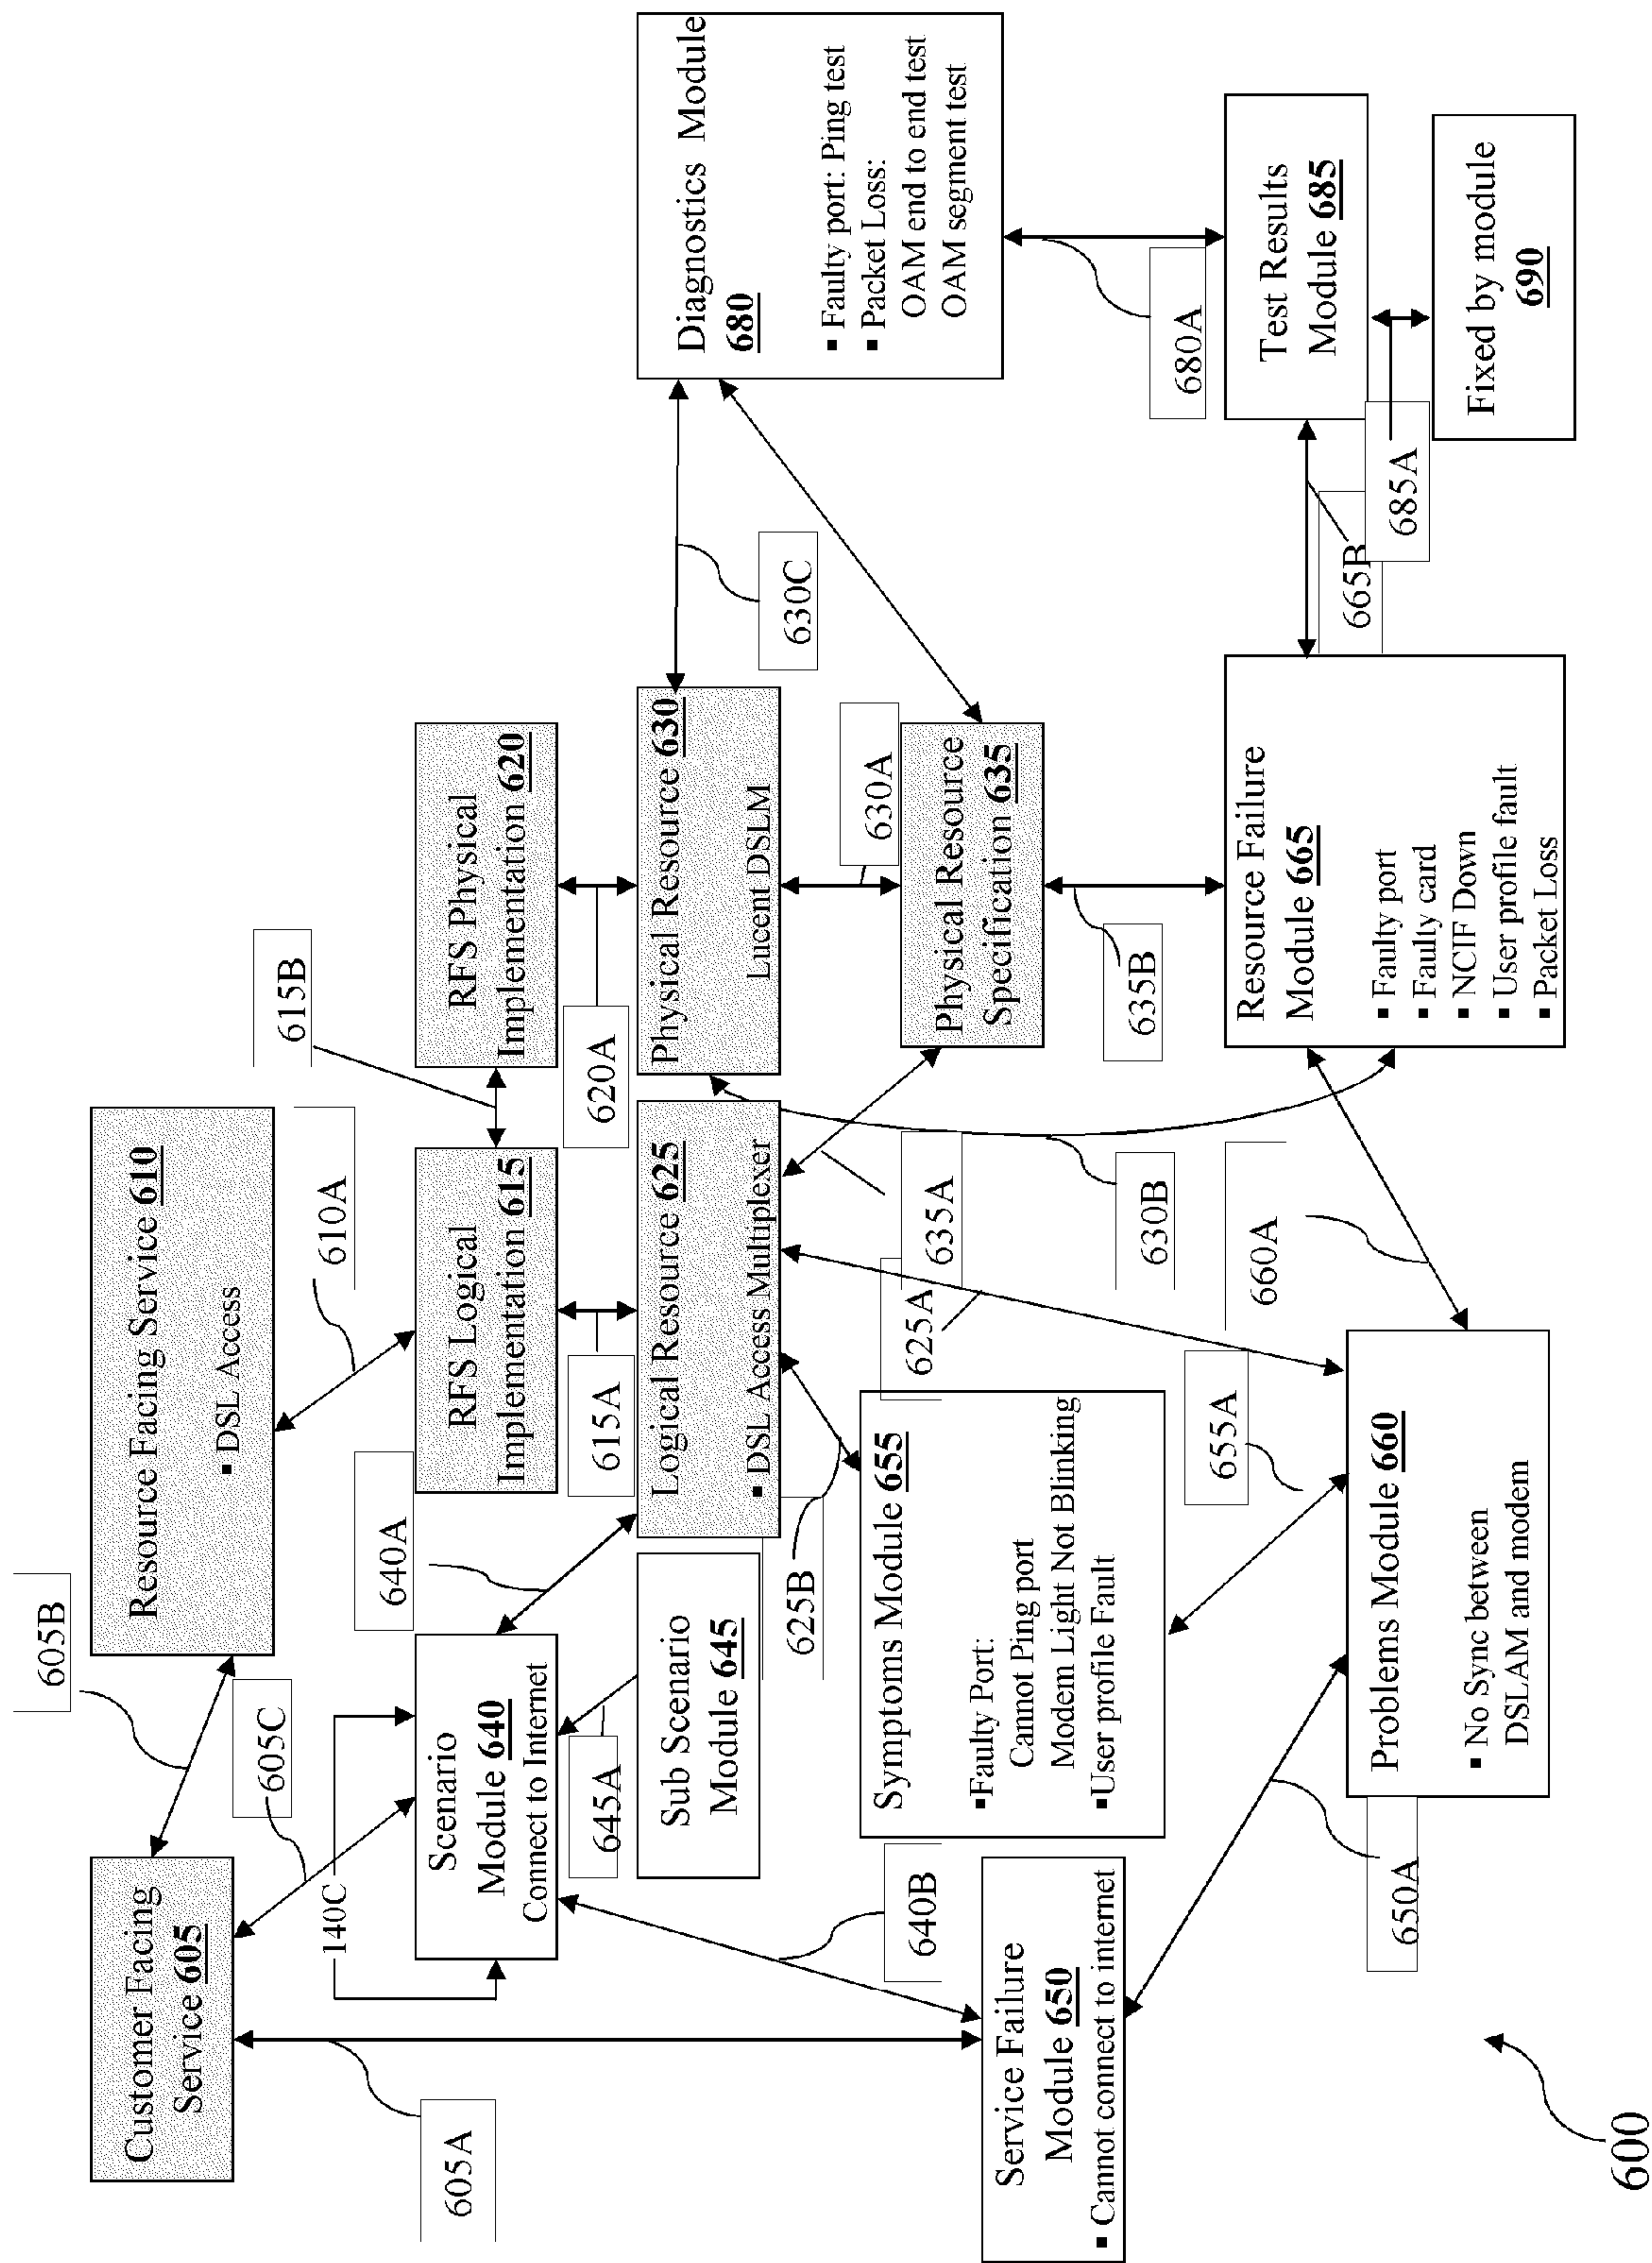 Customer Facing
Service 605
605B
Resource Facing Service 610
▪ DSL Access
605C
610A
615B
140C
Scenario
Module 640
Connect to Internet
640A
RFS Logical
Implementation 615
RFS Physical
Implementation 620
605A
645A
615A
620A
Sub Scenario
Module 645
Logical Resource 625
▪ DSL Access Multiplexer
Physical Resource 630
Lucent DSLM
630C
Diagnostics Module
680
▪ Faulty port: Ping test
▪ Packet Loss:
OAM end to end test
OAM segment test
625B
640B
Symptoms Module 655
▪Faulty Port:
Cannot Ping port
Modem Light Not Blinking
▪User profile Fault
625A
635A
630A
Physical Resource
Specification 635
Service Failure
Module 650
▪ Cannot connect to internet
630B
635B
680A
655A
660A
Resource Failure
Module 665
▪ Faulty port
▪ Faulty card
▪ NCIF Down
▪ User profile fault
▪ Packet Loss
665B
Test Results
Module 685
650A
Problems Module 660
▪ No Sync between
DSLAM and modem
685A
Fixed by module
690
600